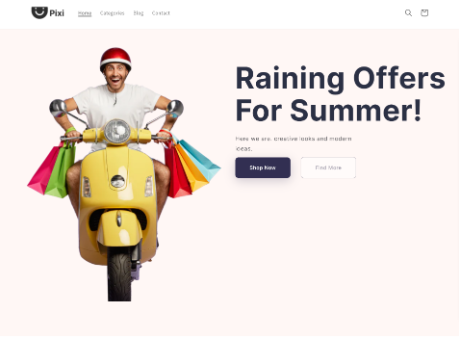 Pixi
Home Categories Blog Contact
Raining Offers
For Summer!
Here we are, creative looks and modern
ideas.
Shop Now
Find More